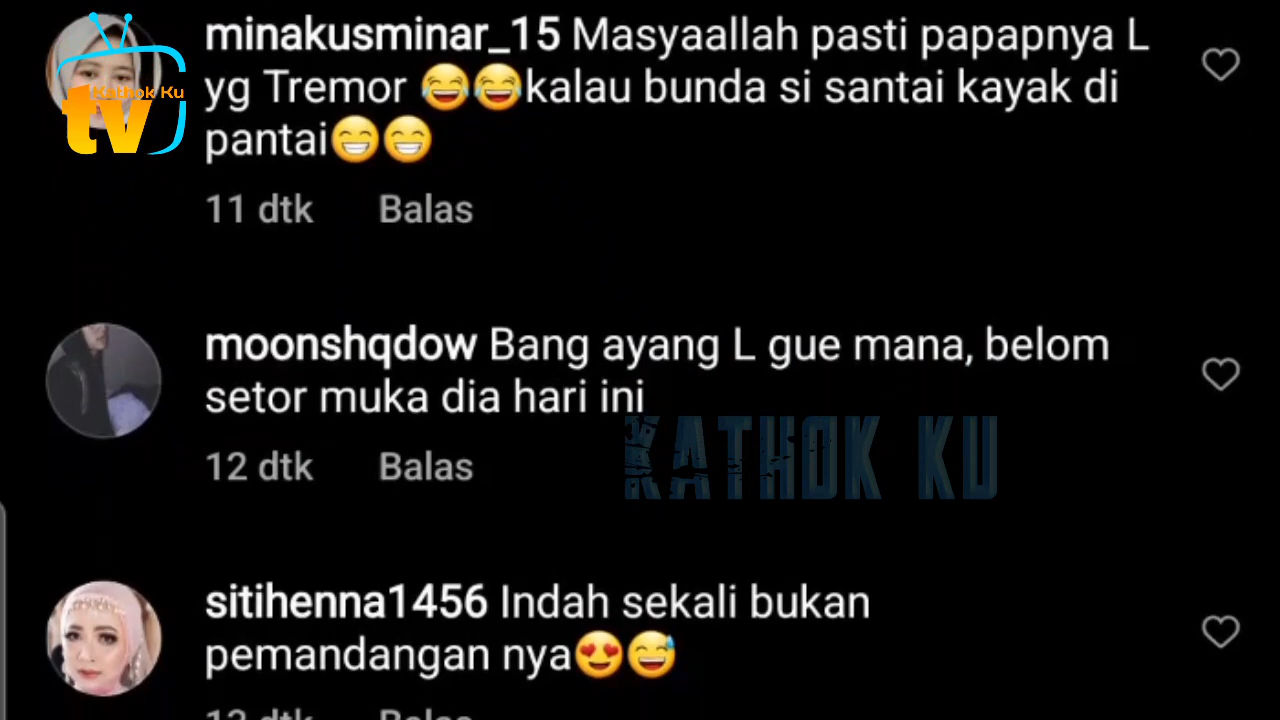 minakusminar_15 Masyaallah pasti papapnya L
yg Tremor 😂😂kalau bunda si santai kayak di
pantai😁😁
11 dtk Balas
Kathok Ku
tv
moonshqdow Bang ayang L gue mana, belom
setor muka dia hari ini
12 dtk Balas
KATHOK KU
sitihenna1456 Indah sekali bukan
pemandangan nya😍😅
12 dtk Balas